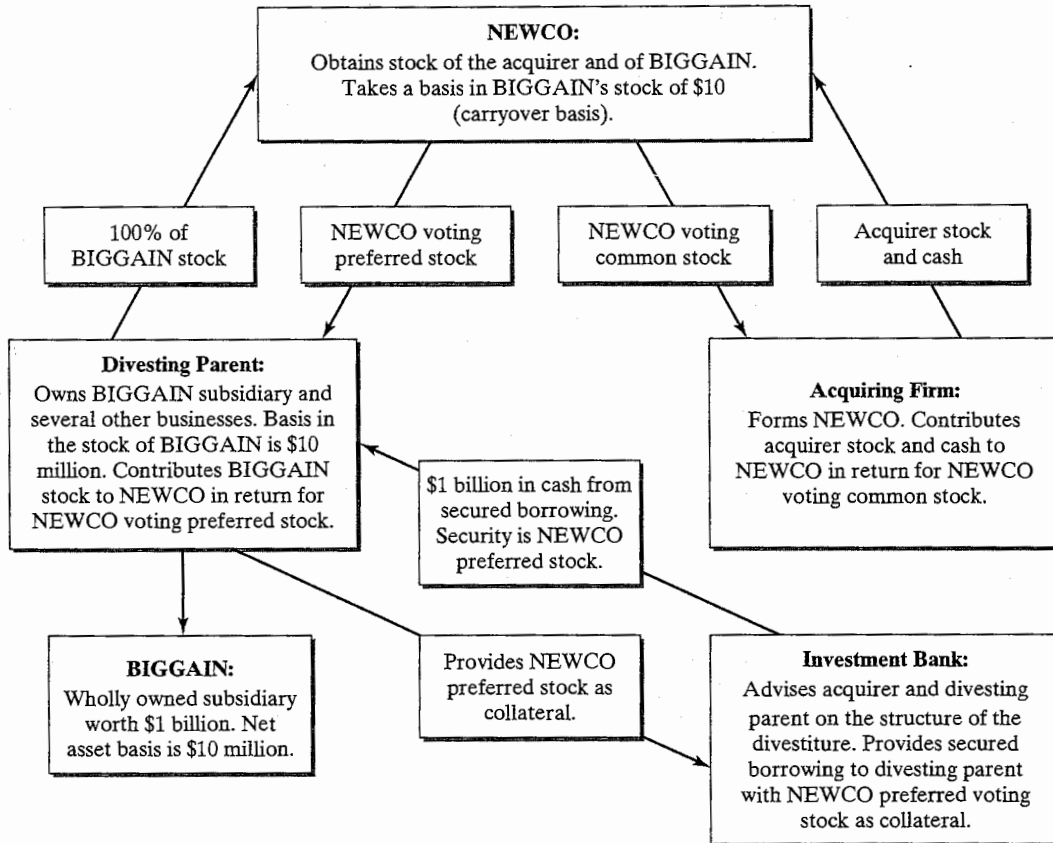 NEWCO:
Obtains stock of the acquirer and of BIGGAIN.
Takes a basis in BIGGAIN's stock of $10
(carryover basis).
100% of
BIGGAIN stock
NEWCO voting
preferred stock
NEWCO voting
common stock
Acquirer stock
and cash
Divesting Parent:
Owns BIGGAIN subsidiary and
several other businesses. Basis in
the stock of BIGGAIN is $10
million. Contributes BIGGAIN
stock to NEWCO in return for
NEWCO voting preferred stock.
Acquiring Firm:
Forms NEWCO. Contributes
acquirer stock and cash to
NEWCO in return for NEWCO
voting common stock.
$1 billion in cash from
secured borrowing.
Security is NEWCO
preferred stock.
BIGGAIN:
Wholly owned subsidiary
worth $1 billion. Net
asset basis is $10 million.
Provides NEWCO
preferred stock as
collateral.
Investment Bank:
Advises acquirer and divesting
parent on the structure of the
divestiture. Provides secured
borrowing to divesting parent
with NEWCO preferred voting
stock as collateral.